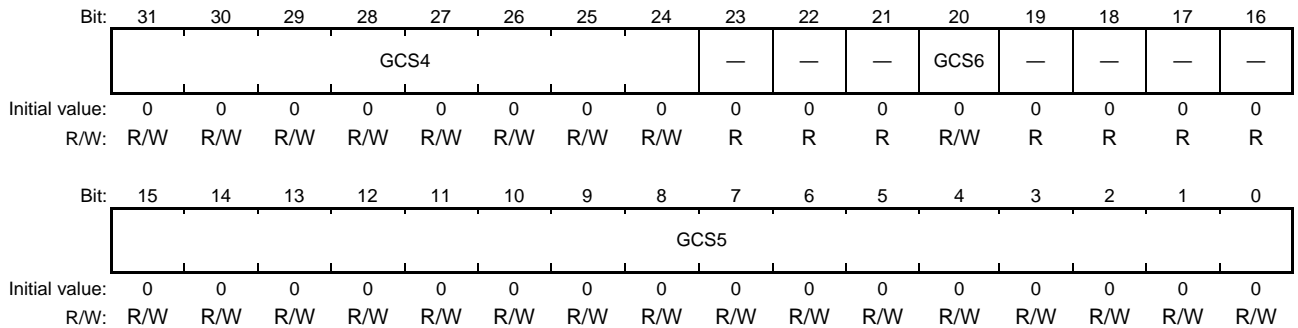 Bit: 31 30 29 28 27 26 25 24 23 22 21 20 19 18 17 16
GCS4 — — — GCS6 — — — —
Initial value: 0 0 0 0 0 0 0 0 0 0 0 0 0 0 0 0
R/W: R/W R/W R/W R/W R/W R/W R/W R/W R R R R/W R R R R
Bit: 15 14 13 12 11 10 9 8 7 6 5 4 3 2 1 0
GCS5
Initial value: 0 0 0 0 0 0 0 0 0 0 0 0 0 0 0 0
R/W: R/W R/W R/W R/W R/W R/W R/W R/W R/W R/W R/W R/W R/W R/W R/W R/W